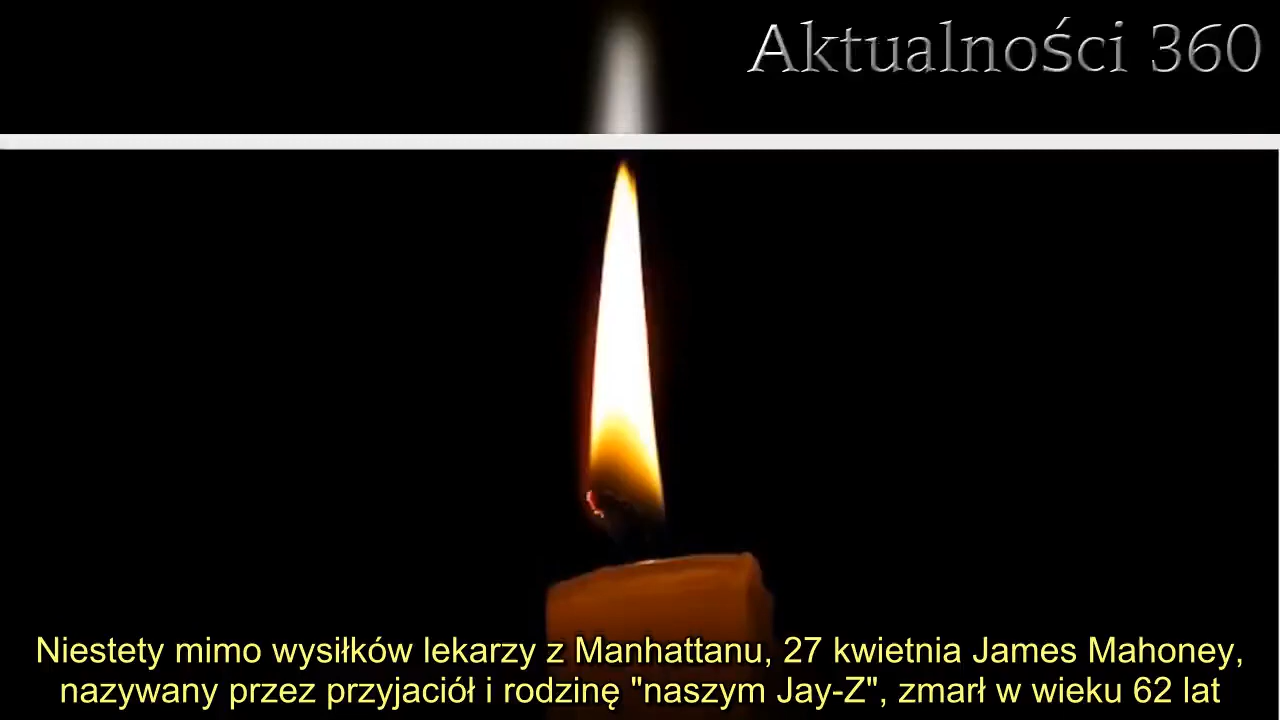 Aktualności 360
Niestety mimo wysiłków lekarzy z Manhattanu, 27 kwietnia James Mahoney,
nazywany przez przyjaciół i rodzinę "naszym Jay-Z", zmarł w wieku 62 lat